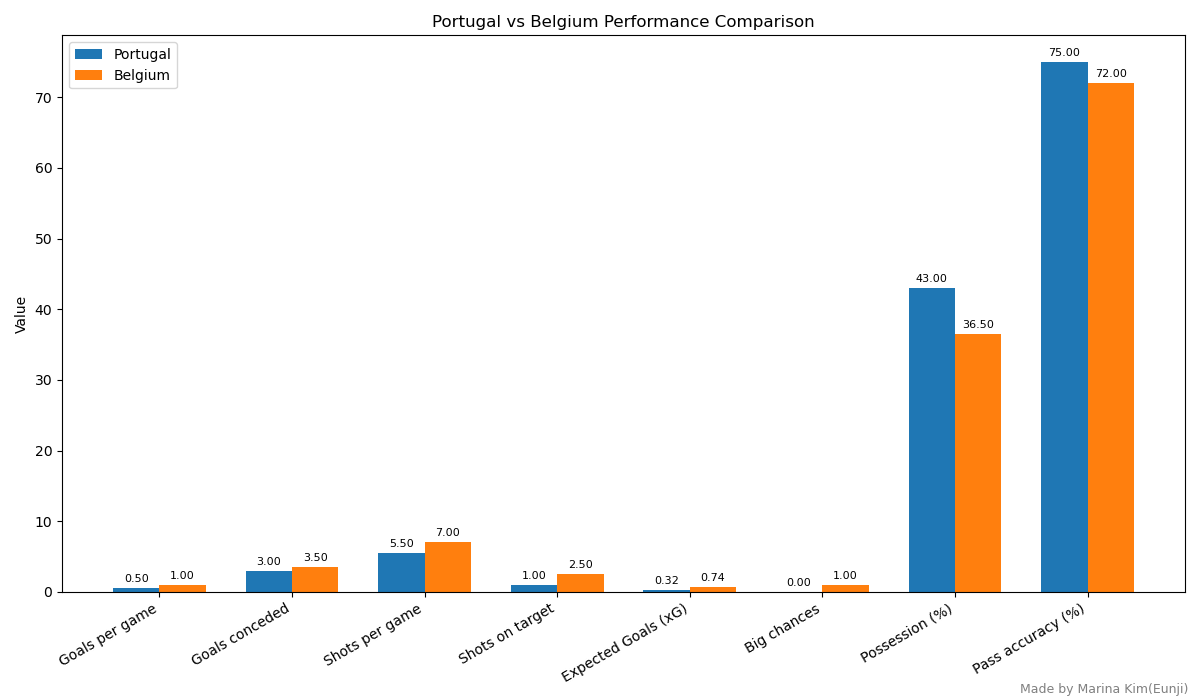 Portugal vs Belgium Performance Comparison
Portugal
Belgium
Value
70
60
50
40
30
20
10
0
0.50
1.00
3.00
3.50
5.50
7.00
1.00
2.50
0.32
0.74
0.00
1.00
43.00
36.50
75.00
72.00
Goals per game
Goals conceded
Shots per game
Shots on target
Expected Goals (xG)
Big chances
Possession (%)
Pass accuracy (%)
Made by Marina Kim(Eunji)